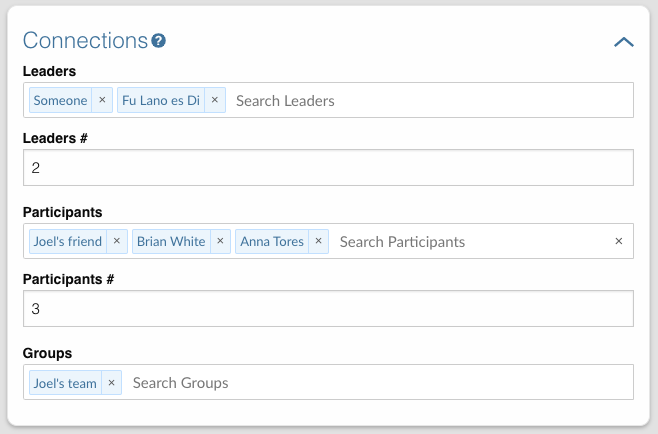 Connections ?
Leaders
Someone × Fu Lano es Di × Search Leaders
Leaders #
2
Participants
Joel's friend × Brian White × Anna Tores × Search Participants ×
Participants #
3
Groups
Joel's team × Search Groups